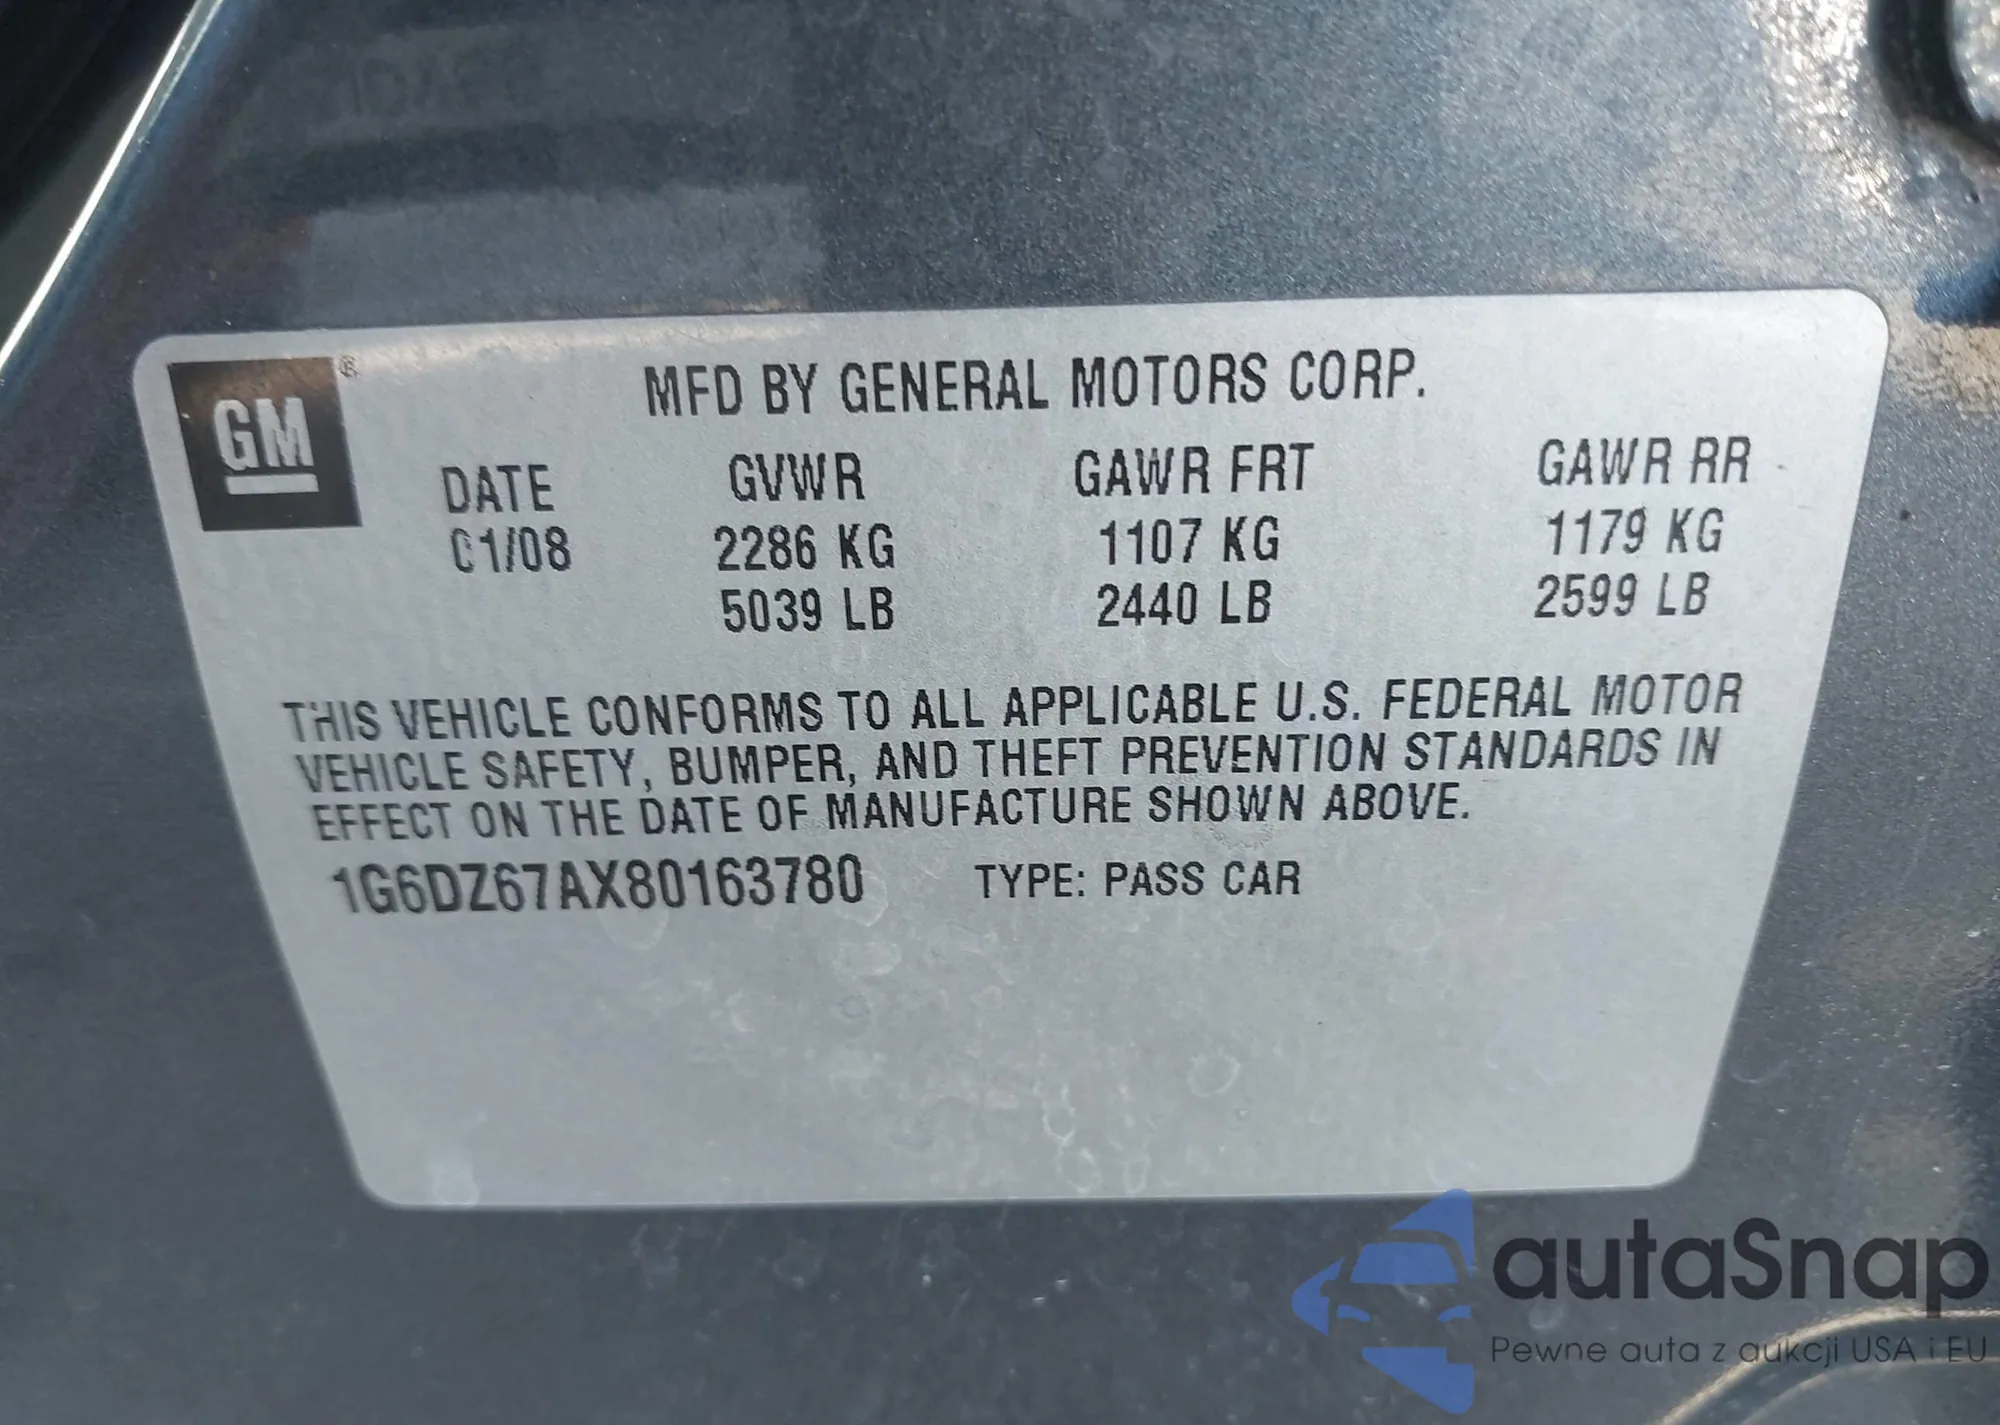 GM ®
MFD BY GENERAL MOTORS CORP.
DATE GVWR GAWR FRT GAWR RR
01/08 2286 KG 1107 KG 1179 KG
5039 LB 2440 LB 2599 LB
THIS VEHICLE CONFORMS TO ALL APPLICABLE U.S. FEDERAL MOTOR
VEHICLE SAFETY, BUMPER, AND THEFT PREVENTION STANDARDS IN
EFFECT ON THE DATE OF MANUFACTURE SHOWN ABOVE.
1G6DZ67AX80163780 TYPE: PASS CAR
autaSnap
Pewne auta z aukcji USA i EU